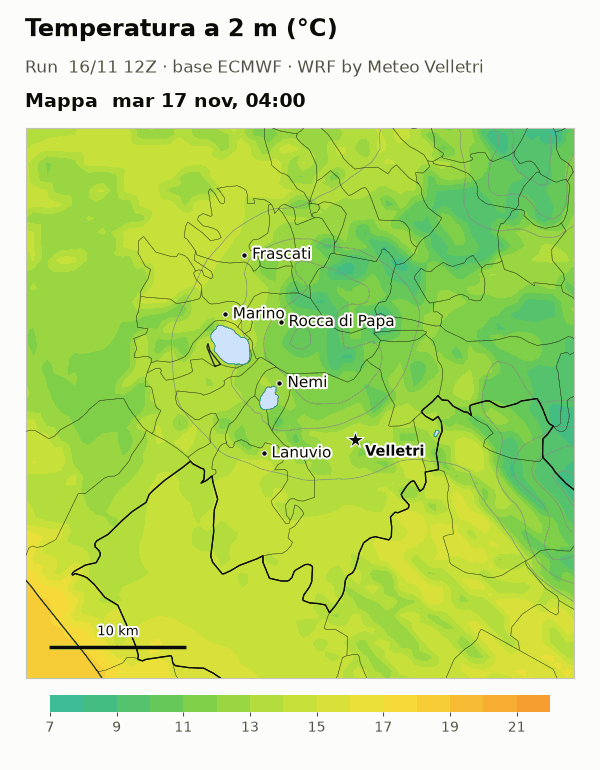 Temperatura a 2 m (°C)
Run  16/11 12Z · base ECMWF · WRF by Meteo Velletri
Mappa  mar 17 nov, 04:00
Frascati
Marino
Rocca di Papa
Nemi
Velletri
Lanuvio
10 km
7 9 11 13 15 17 19 21